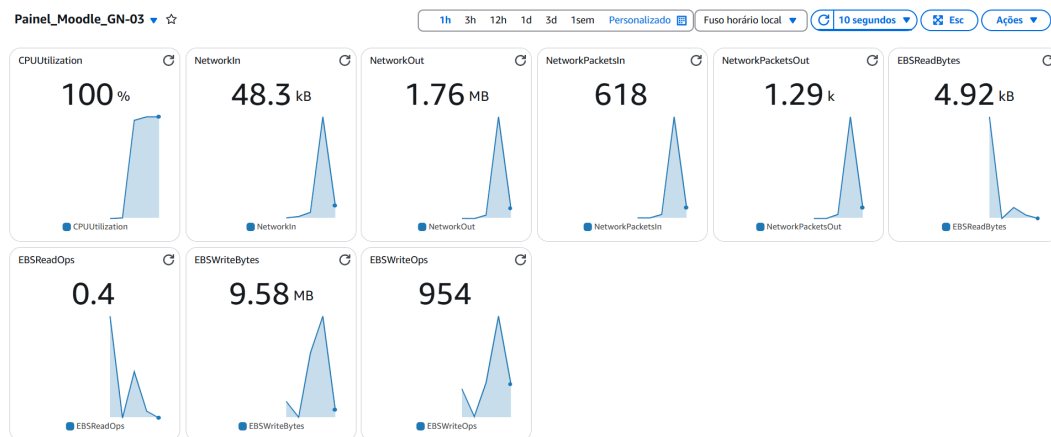 Painel_Moodle_GN-03
1h 3h 12h 1d 3d 1sem Personalizado Fuso horário local 10 segundos Esc Ações
CPUUtilization NetworkIn NetworkOut NetworkPacketsIn NetworkPacketsOut EBSReadBytes
100 % 48.3 kB 1.76 MB 618 1.29 k 4.92 kB
CPUUtilization NetworkIn NetworkOut NetworkPacketsIn NetworkPacketsOut EBSReadBytes
EBSReadOps EBSWriteBytes EBSWriteOps
0.4 9.58 MB 954
EBSReadOps EBSWriteBytes EBSWriteOps